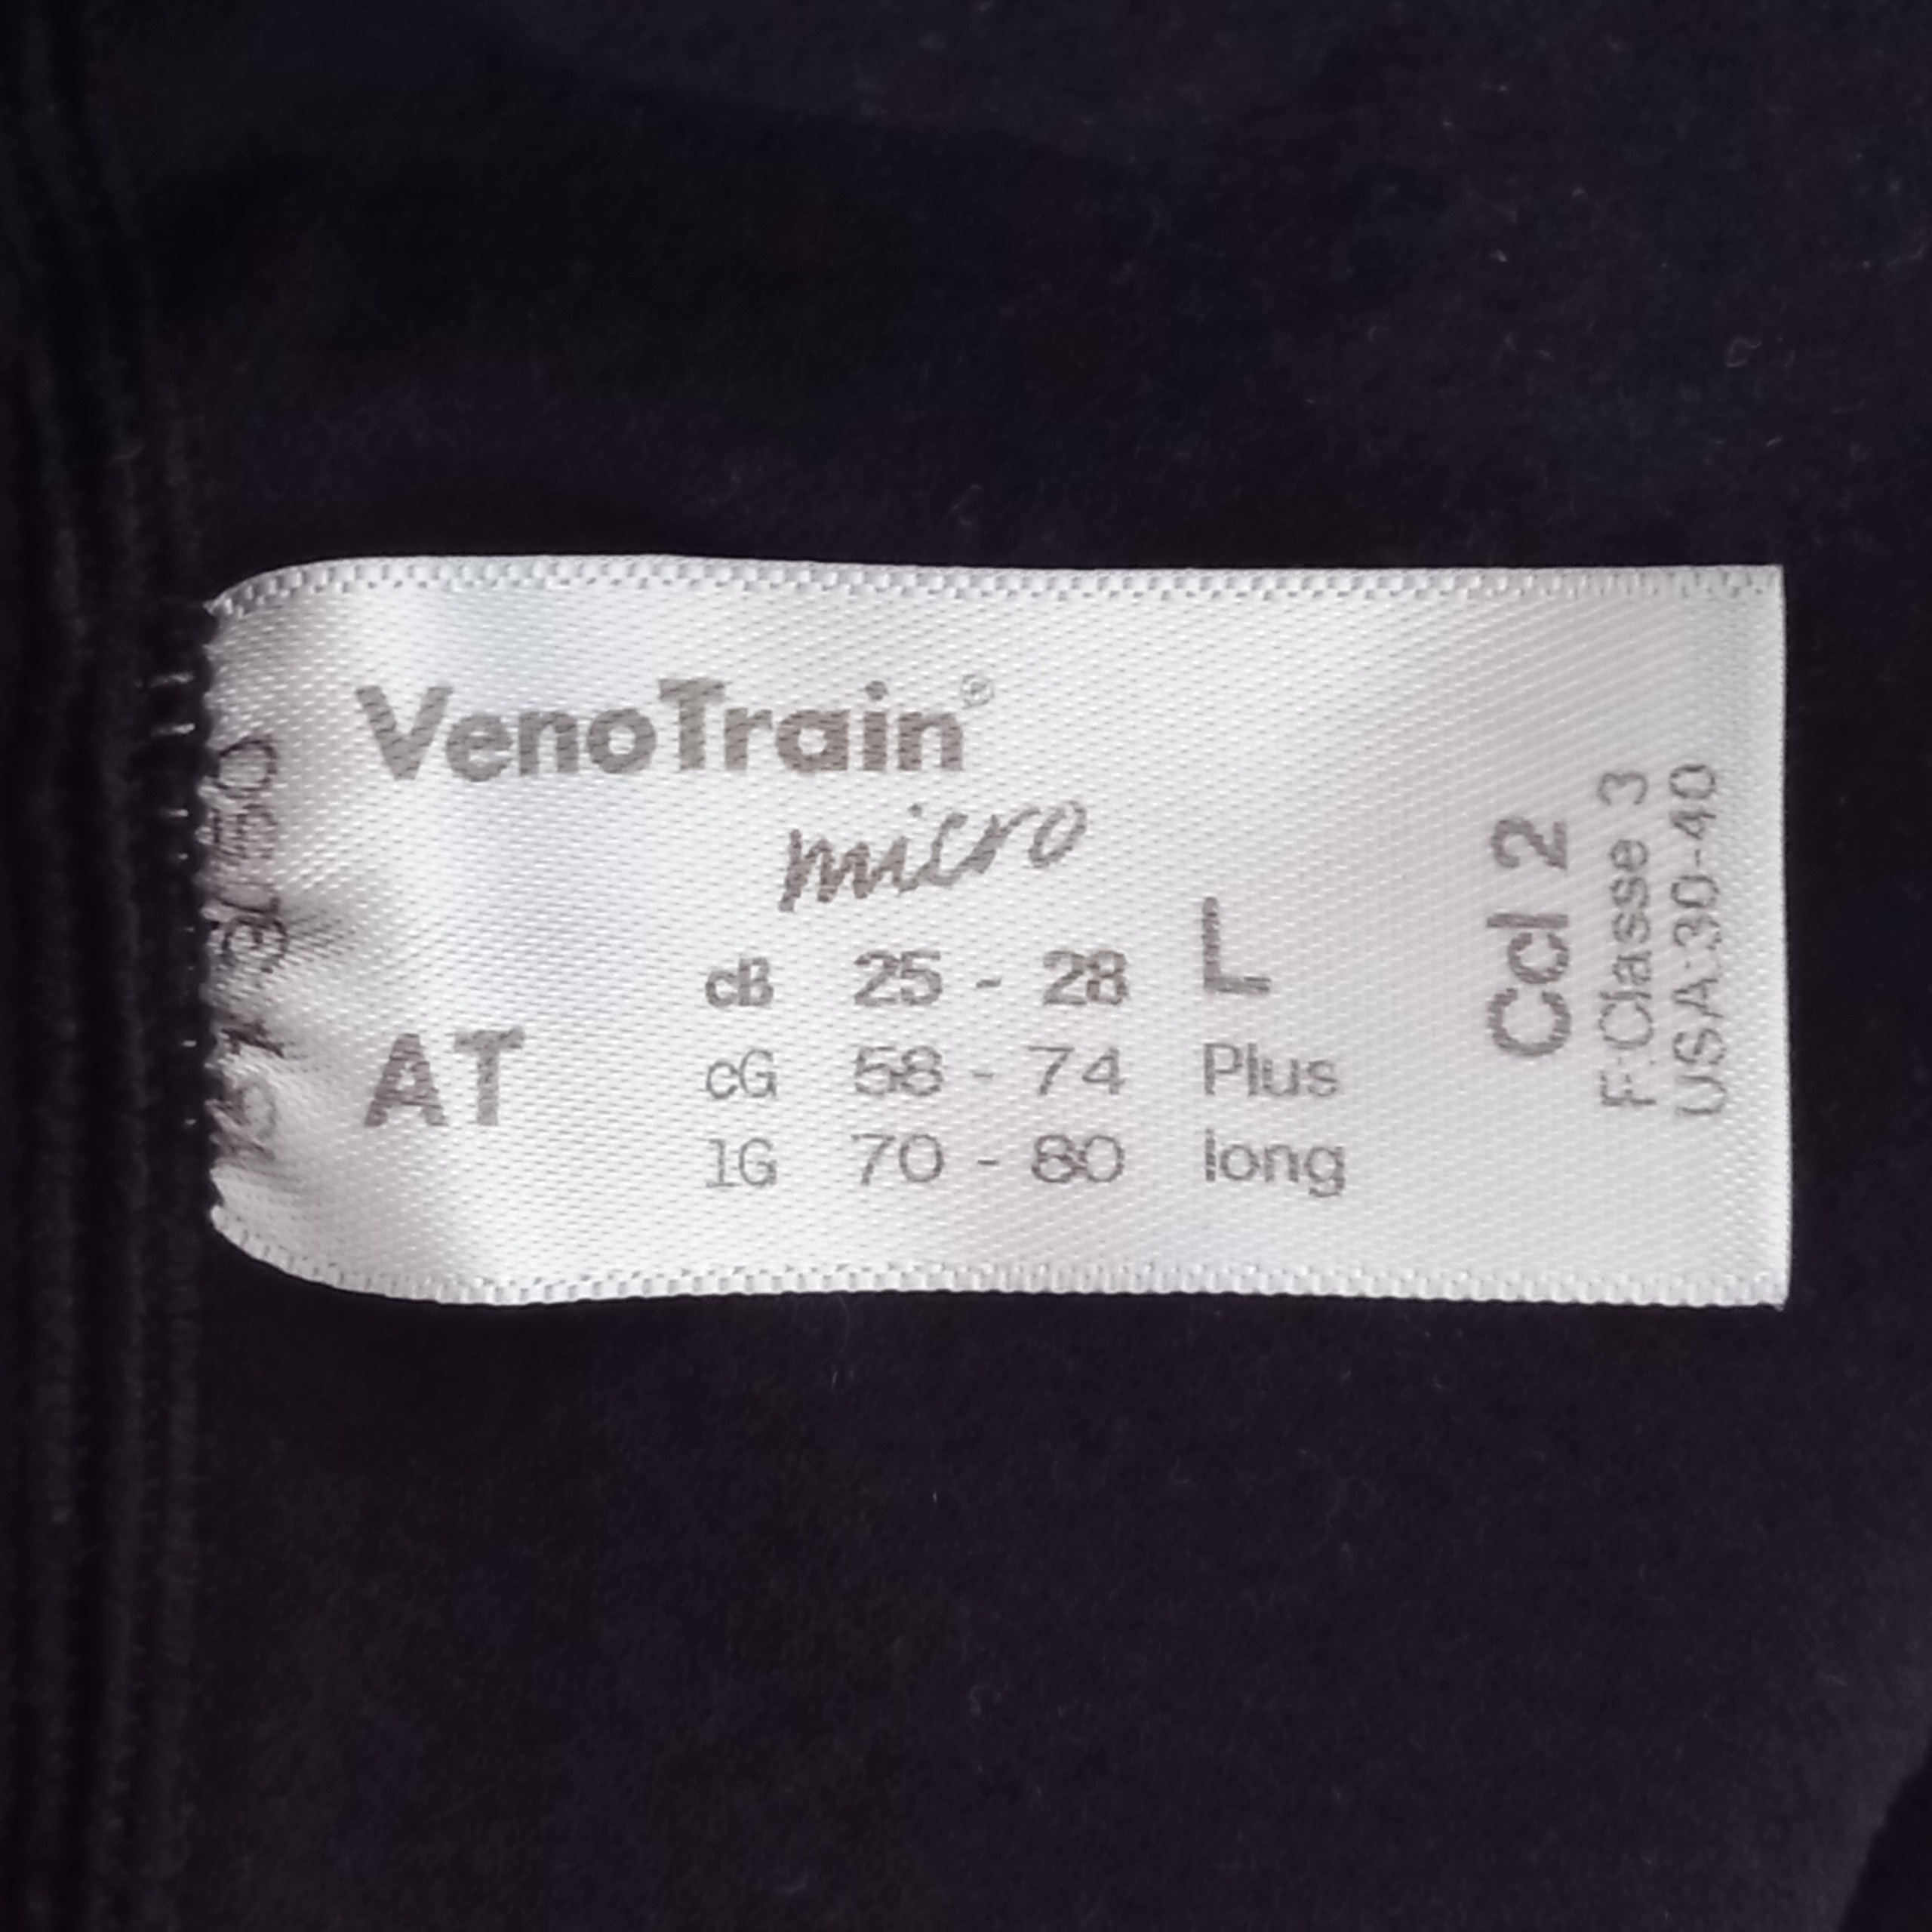 VenoTrain®
micro
AT
cB 25 - 28 L
cG 58 - 74 Plus
lG 70 - 80 long
Ccl 2
F:Classe 3
USA:30-40